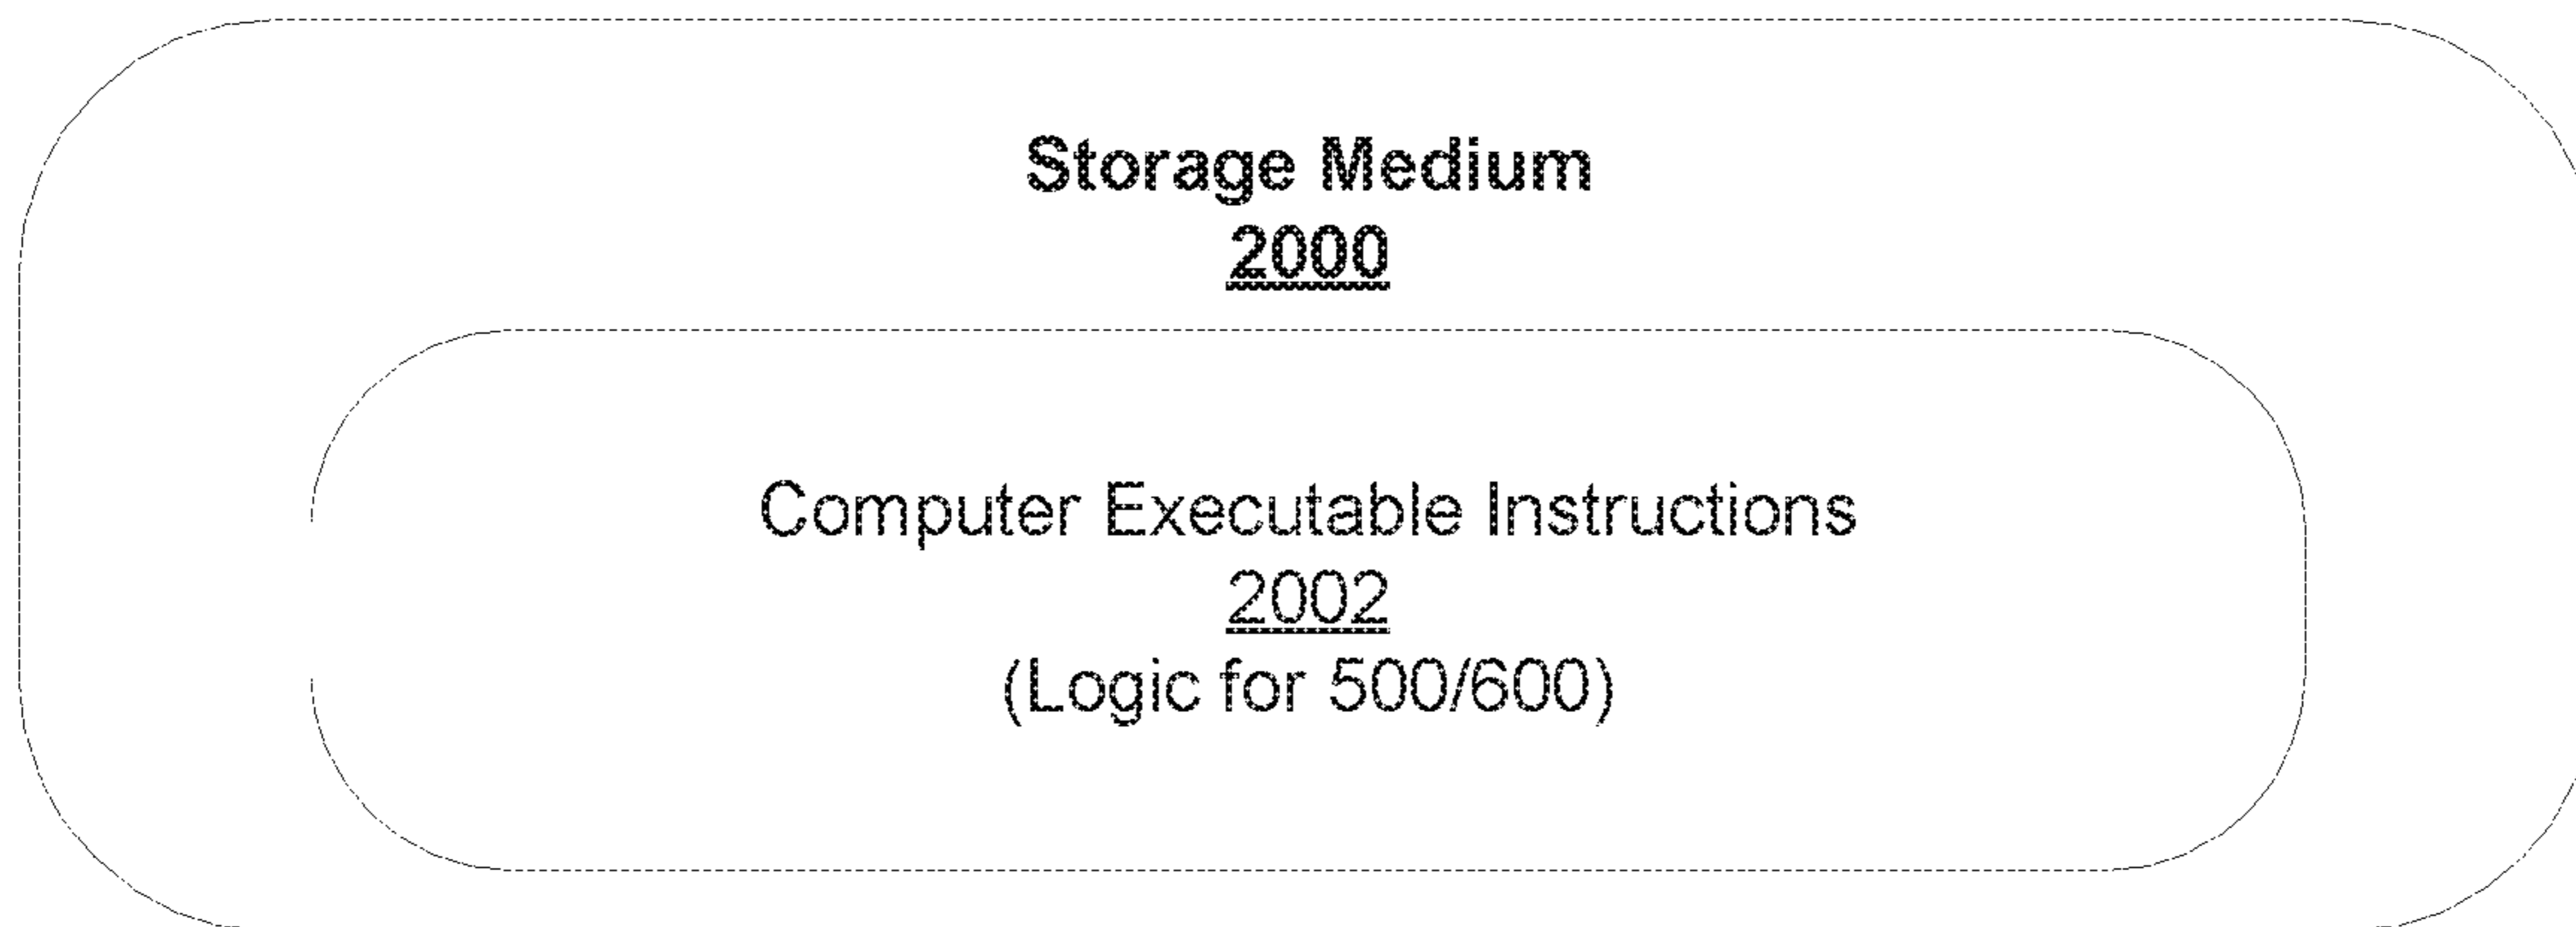 Storage Medium
2000
Computer Executable Instructions
2002
(Logic for 500/600)